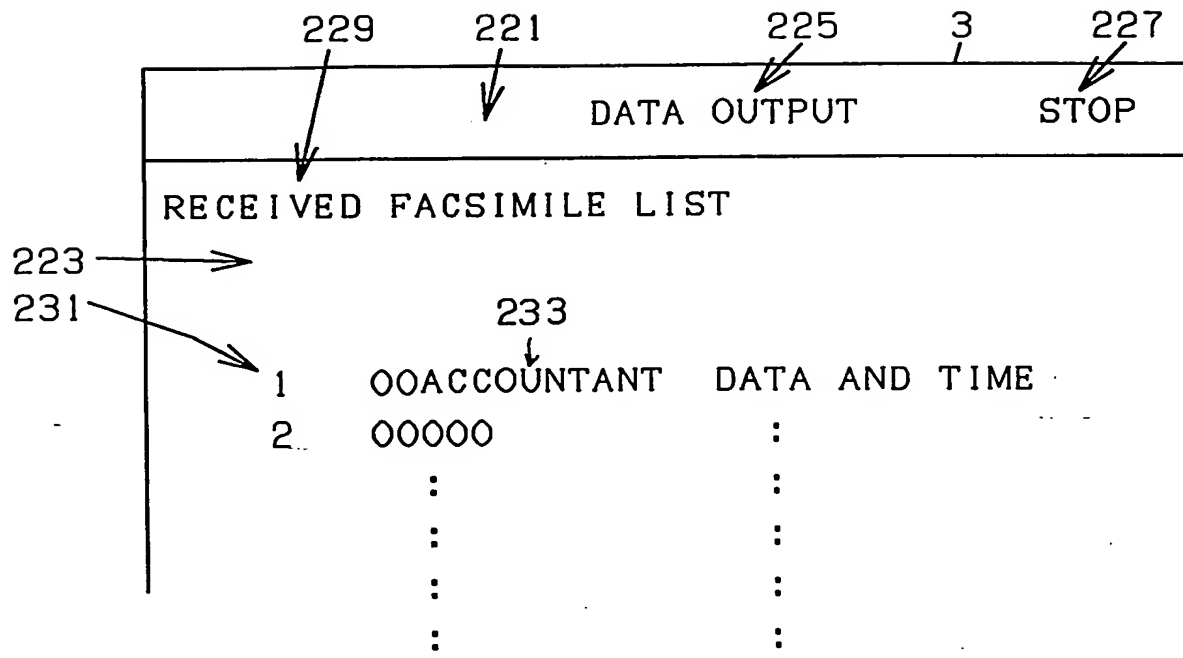 229 221 225 3 227
DATA OUTPUT STOP
RECEIVED FACSIMILE LIST
223
231
233
1 OOACCOUNTANT DATA AND TIME
2 OOOOO :
: :
: :
: :
: :